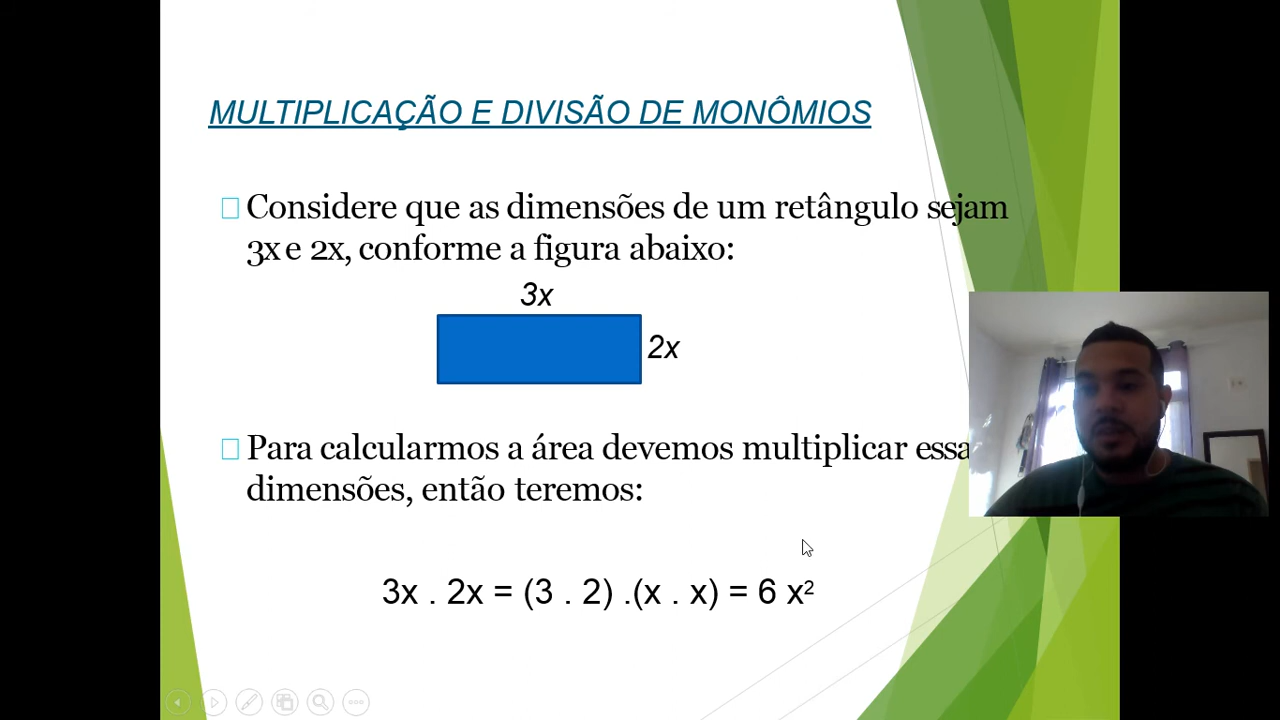 MULTIPLICAÇÃO E DIVISÃO DE MONÔMIOS
Considere que as dimensões de um retângulo sejam
3x e 2x, conforme a figura abaixo:
3x
2x
Para calcularmos a área devemos multiplicar essa
dimensões, então teremos:
3x . 2x = (3 . 2) .(x . x) = 6 x²